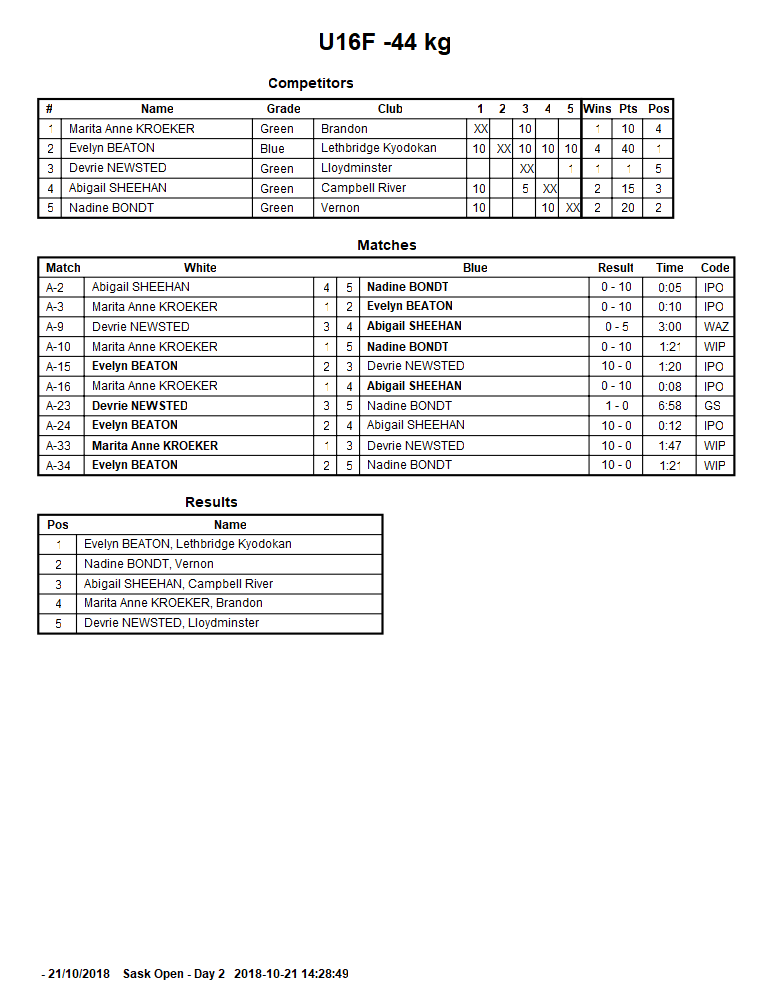 U16F -44 kg
Competitors
# Name Grade Club 1 2 3 4 5 Wins Pts Pos
1 Marita Anne KROEKER Green Brandon XX 10 1 10 4
2 Evelyn BEATON Blue Lethbridge Kyodokan 10 XX 10 10 10 4 40 1
3 Devrie NEWSTED Green Lloydminster XX 1 1 1 5
4 Abigail SHEEHAN Green Campbell River 10 5 XX 2 15 3
5 Nadine BONDT Green Vernon 10 10 XX 2 20 2
Matches
Match White Blue Result Time Code
A-2 Abigail SHEEHAN 4 5 Nadine BONDT 0 - 10 0:05 IPO
A-3 Marita Anne KROEKER 1 2 Evelyn BEATON 0 - 10 0:10 IPO
A-9 Devrie NEWSTED 3 4 Abigail SHEEHAN 0 - 5 3:00 WAZ
A-10 Marita Anne KROEKER 1 5 Nadine BONDT 0 - 10 1:21 WIP
A-15 Evelyn BEATON 2 3 Devrie NEWSTED 10 - 0 1:20 IPO
A-16 Marita Anne KROEKER 1 4 Abigail SHEEHAN 0 - 10 0:08 IPO
A-23 Devrie NEWSTED 3 5 Nadine BONDT 1 - 0 6:58 GS
A-24 Evelyn BEATON 2 4 Abigail SHEEHAN 10 - 0 0:12 IPO
A-33 Marita Anne KROEKER 1 3 Devrie NEWSTED 10 - 0 1:47 WIP
A-34 Evelyn BEATON 2 5 Nadine BONDT 10 - 0 1:21 WIP
Results
Pos Name
1 Evelyn BEATON, Lethbridge Kyodokan
2 Nadine BONDT, Vernon
3 Abigail SHEEHAN, Campbell River
4 Marita Anne KROEKER, Brandon
5 Devrie NEWSTED, Lloydminster
- 21/10/2018 Sask Open - Day 2 2018-10-21 14:28:49